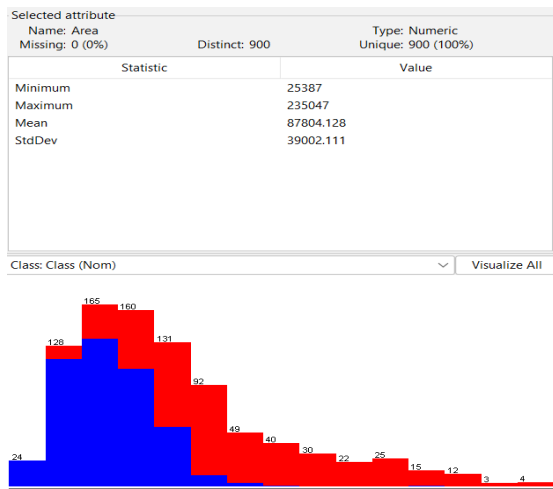 Selected attribute
Name: Area Type: Numeric
Missing: 0 (0%) Distinct: 900 Unique: 900 (100%)
Statistic Value
Minimum 25387
Maximum 235047
Mean 87804.128
StdDev 39002.111
Class: Class (Nom) Visualize All
165
160
128
131
92
49
40
30
24
22
25
15
12
3
4